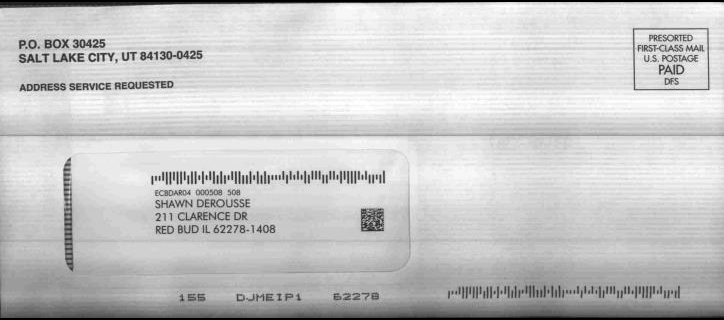 P.O. BOX 30425
SALT LAKE CITY, UT 84130-0425
ADDRESS SERVICE REQUESTED
PRESORTED
FIRST-CLASS MAIL
U.S. POSTAGE
PAID
DFS
ECBDAR04 000508 508
SHAWN DEROUSSE
211 CLARENCE DR
RED BUD IL 62278-1408
155 DJMEIP1 62278